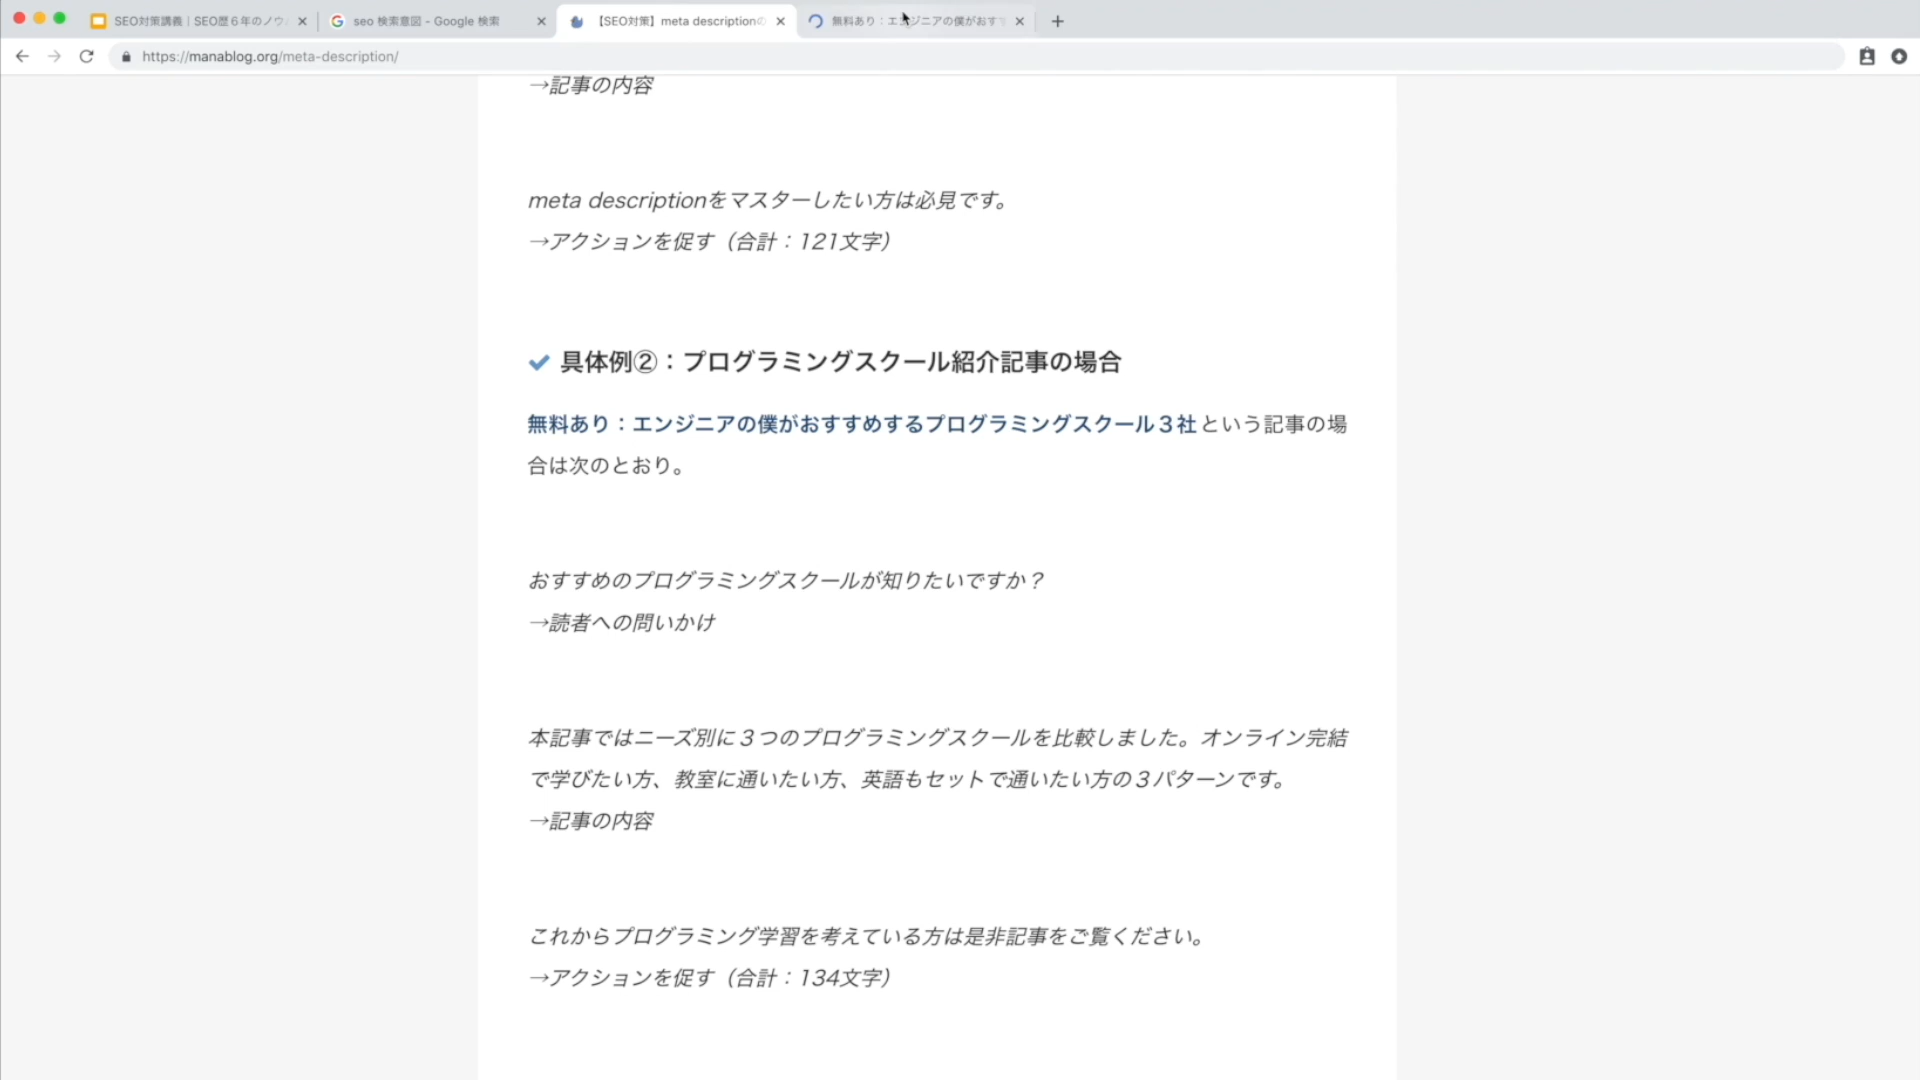 SEO対策講義｜SEO歴６年のノウ
seo 検索意図 - Google 検索
【SEO対策】meta descriptionの
無料あり：エンジニアの僕がおすす
https://manablog.org/meta-description/
→記事の内容
meta descriptionをマスターしたい方は必見です。
→アクションを促す（合計：121文字）
具体例②：プログラミングスクール紹介記事の場合
無料あり：エンジニアの僕がおすすめするプログラミングスクール３社という記事の場
合は次のとおり。
おすすめのプログラミングスクールが知りたいですか？
→読者への問いかけ
本記事ではニーズ別に３つのプログラミングスクールを比較しました。オンライン完結
で学びたい方、教室に通いたい方、英語もセットで通いたい方の３パターンです。
→記事の内容
これからプログラミング学習を考えている方は是非記事をご覧ください。
→アクションを促す（合計：134文字）